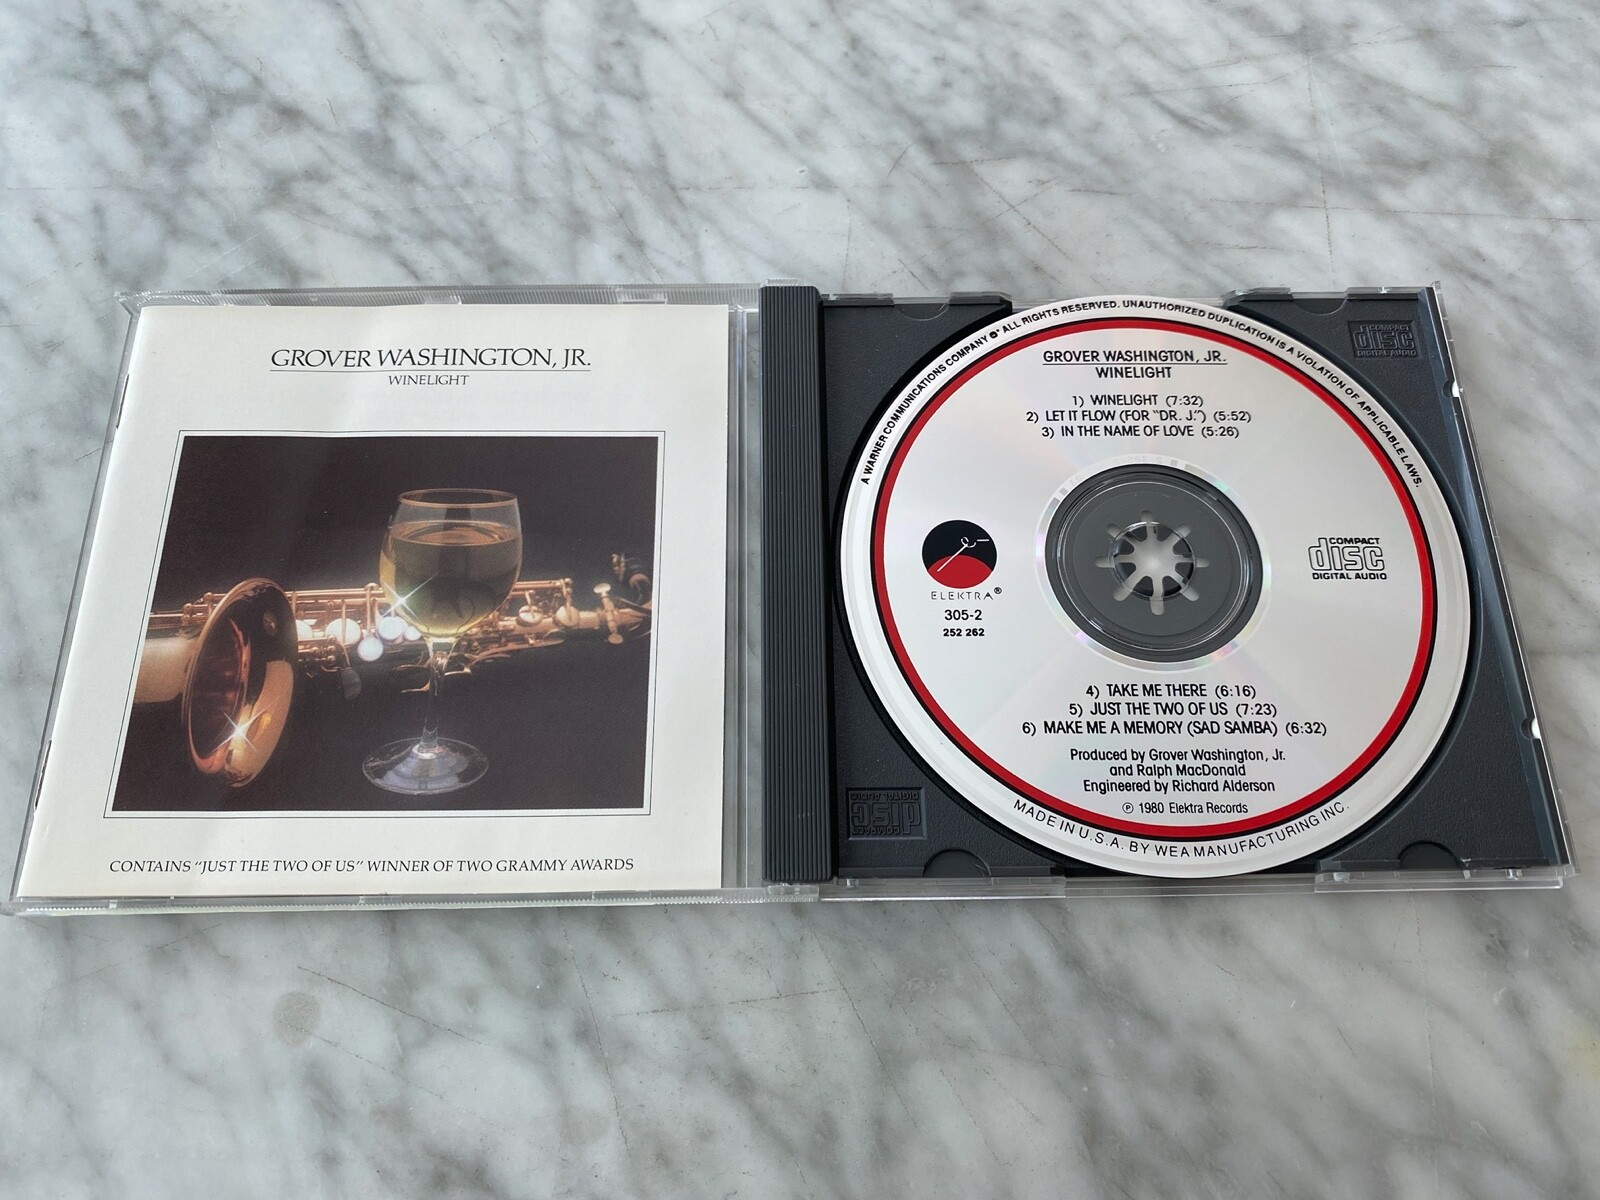 GROVER WASHINGTON, JR.
WINELIGHT
CONTAINS "JUST THE TWO OF US" WINNER OF TWO GRAMMY AWARDS
A WARNER COMMUNICATIONS COMPANY ℗* ALL RIGHTS RESERVED. UNAUTHORIZED DUPLICATION IS A VIOLATION OF APPLICABLE LAWS.
GROVER WASHINGTON, JR.
WINELIGHT
1) WINELIGHT (7:32)
2) LET IT FLOW (FOR "DR. J.") (5:52)
3) IN THE NAME OF LOVE (5:26)
ELEKTRA®
305-2
252 262
COMPACT
disc
DIGITAL AUDIO
4) TAKE ME THERE (6:16)
5) JUST THE TWO OF US (7:23)
6) MAKE ME A MEMORY (SAD SAMBA) (6:32)
Produced by Grover Washington, Jr.
and Ralph MacDonald
Engineered by Richard Alderson
℗ 1980 Elektra Records
MADE IN U.S.A. BY WEA MANUFACTURING INC.
COMPACT
disc
DIGITAL AUDIO
COMPACT
disc
DIGITAL AUDIO